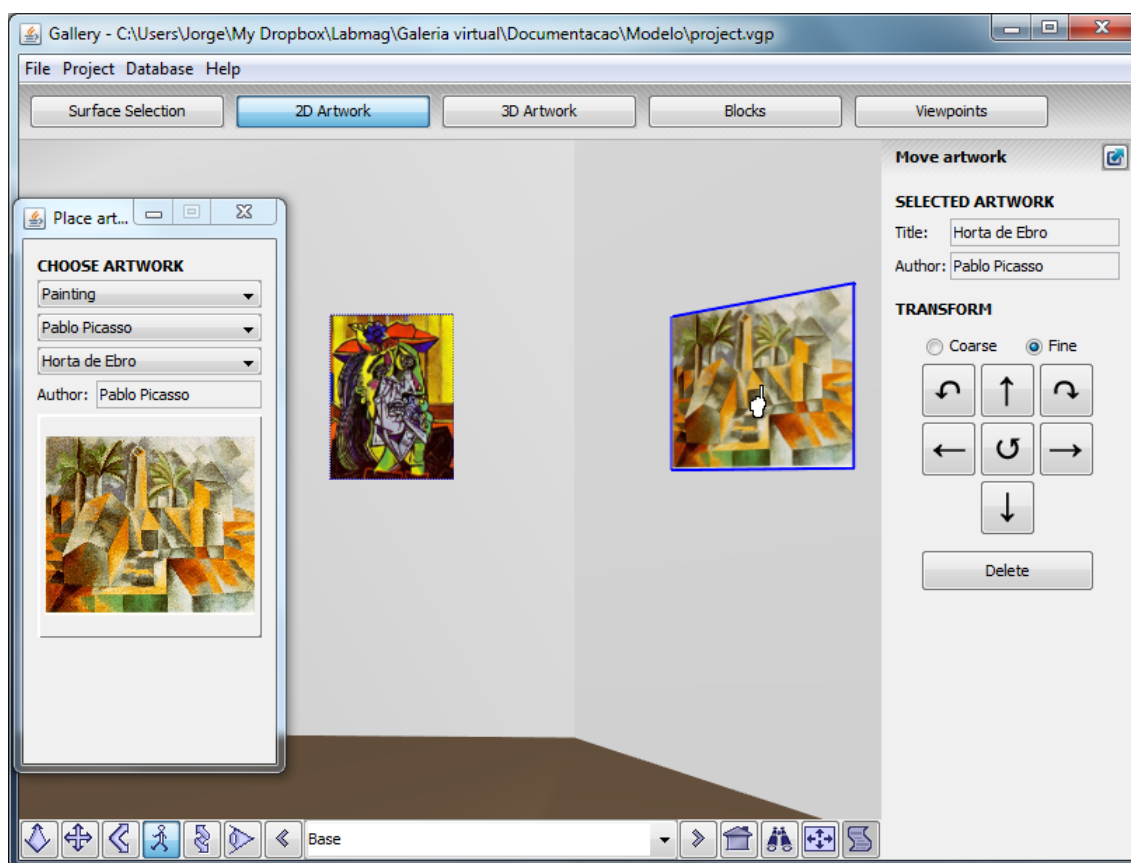 Gallery - C:\Users\Jorge\My Dropbox\Labmag\Galeria virtual\Documentacao\Modelo\project.vgp
File Project Database Help
Surface Selection 2D Artwork 3D Artwork Blocks Viewpoints
Place art...
CHOOSE ARTWORK
Painting
Pablo Picasso
Horta de Ebro
Author: Pablo Picasso
Move artwork
SELECTED ARTWORK
Title: Horta de Ebro
Author: Pablo Picasso
TRANSFORM
Coarse Fine
Delete
Base